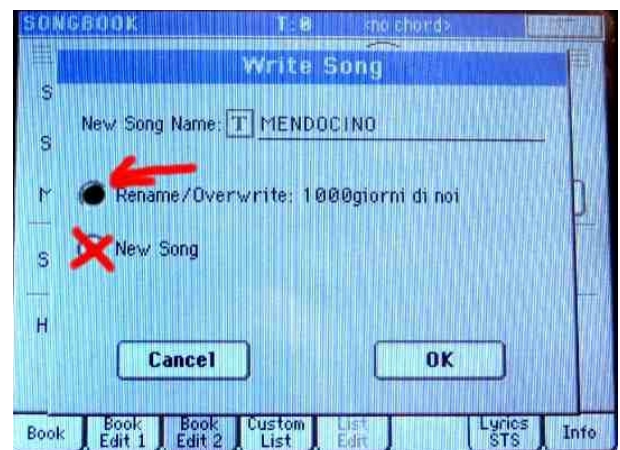 SONGBOOK T:0 <no chord>
Write Song
S
New Song Name: T MENDOCINO
S
M Rename/Overwrite: 1000giorni di noi
S New Song
H
Cancel OK
Book Book Edit 1 Book Edit 2 Custom List List Edit Lyrics STS Info